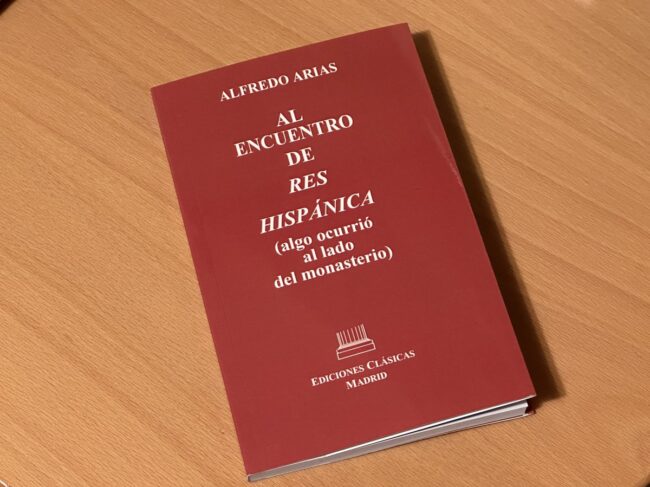 ALFREDO ARIAS
AL
ENCUENTRO
DE
RES
HISPÁNICA
(algo ocurrió
al lado
del monasterio)
EDICIONES CLÁSICAS
MADRID